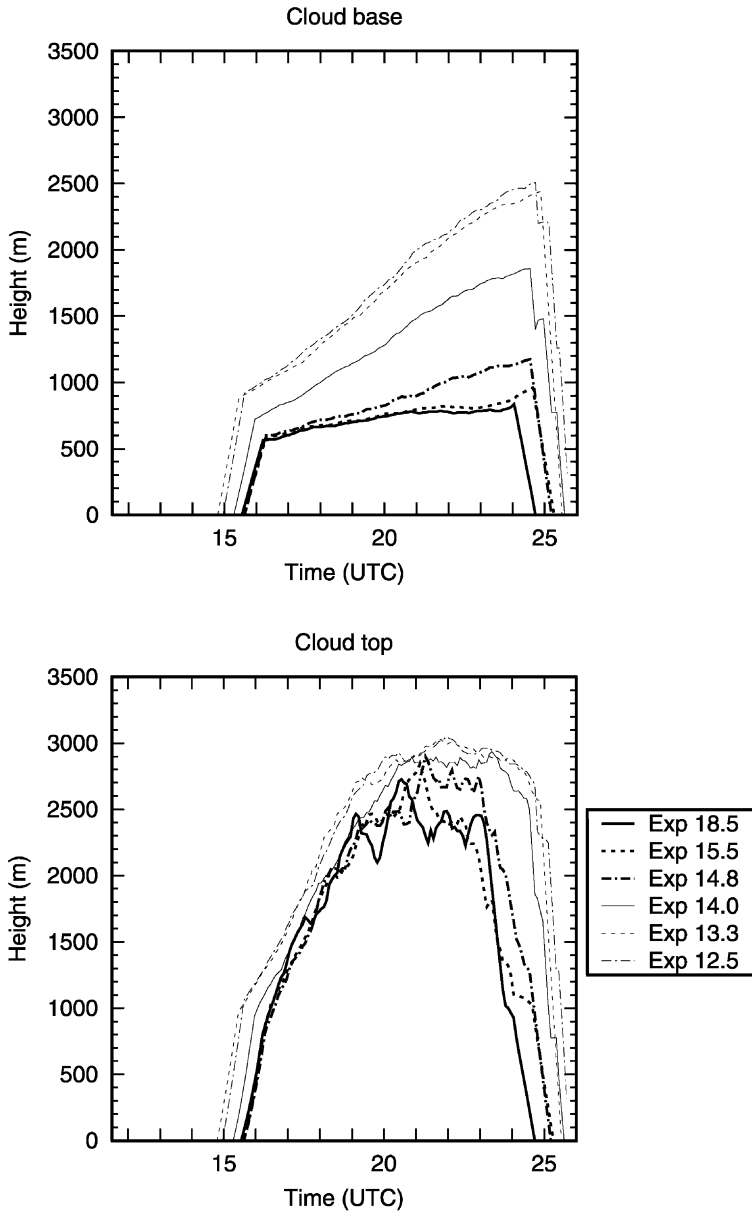 Cloud base
3500
3000
2500
2000
1500
1000
500
0
Height (m)
15 20 25
Time (UTC)
Cloud top
3500
3000
2500
2000
1500
1000
500
0
Height (m)
15 20 25
Time (UTC)
Exp 18.5
Exp 15.5
Exp 14.8
Exp 14.0
Exp 13.3
Exp 12.5